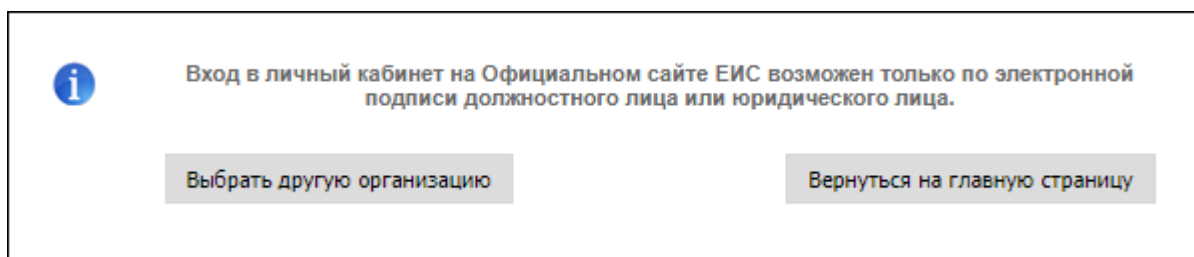 Вход в личный кабинет на Официальном сайте ЕИС возможен только по электронной
подписи должностного лица или юридического лица.
Выбрать другую организацию
Вернуться на главную страницу